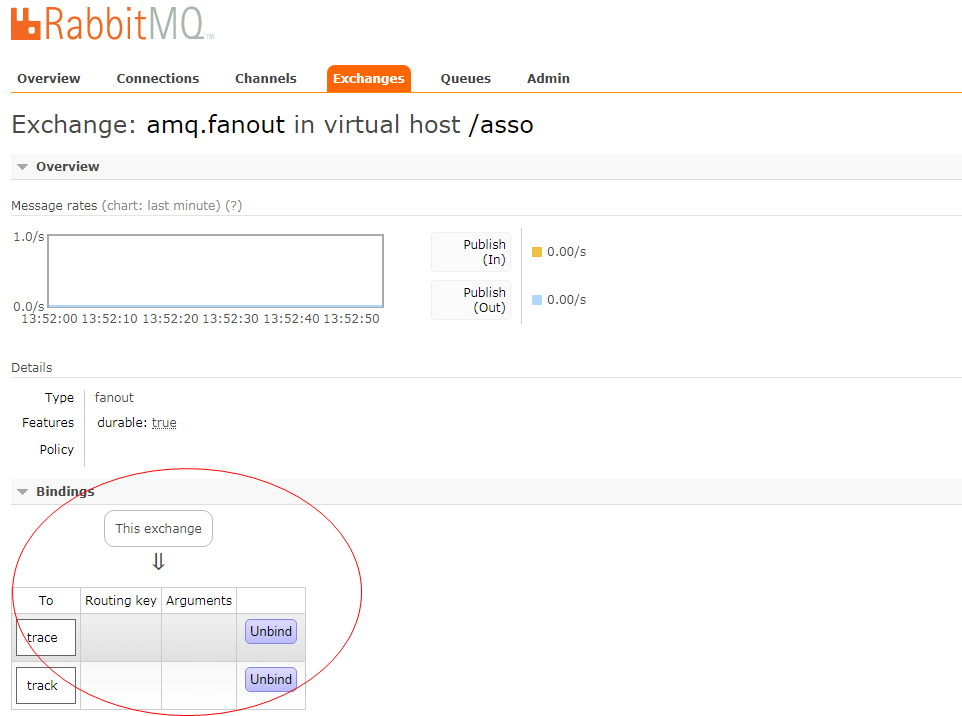 RabbitMQ™
Overview Connections Channels Exchanges Queues Admin
Exchange: amq.fanout in virtual host /asso
Overview
Message rates (chart: last minute) (?)
1.0/s
0.0/s
13:52:00 13:52:10 13:52:20 13:52:30 13:52:40 13:52:50
Publish
(In)
0.00/s
Publish
(Out)
0.00/s
Details
Type fanout
Features durable: true
Policy
Bindings
This exchange
⇓
To Routing key Arguments
trace Unbind
track Unbind